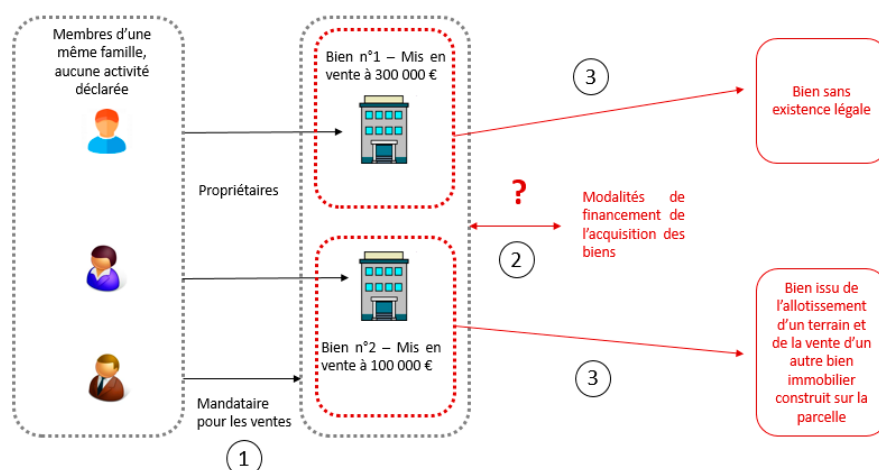 Membres d'une
même famille,
aucune activité
déclarée
Bien n°1 – Mis en
vente à 300 000 €
3
Bien sans
existence légale
Propriétaires
?
Modalités de
financement de
l'acquisition des
biens
2
Bien n°2 – Mis en
vente à 100 000 €
Bien issu de
l'allotissement
d'un terrain et
de la vente d'un
autre bien
immobilier
construit sur la
parcelle
3
Mandataire
pour les ventes
1